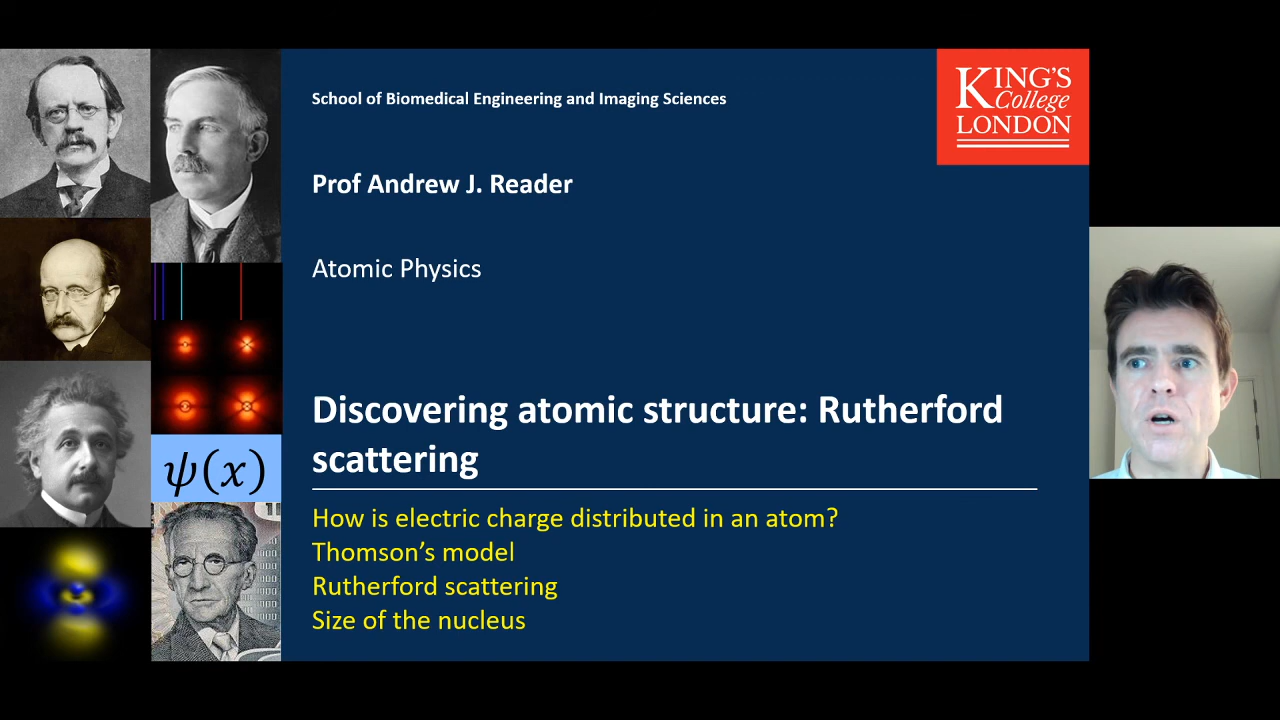 School of Biomedical Engineering and Imaging Sciences
KING'S
College
LONDON
Prof Andrew J. Reader
Atomic Physics
Discovering atomic structure: Rutherford
scattering
ψ(x)
How is electric charge distributed in an atom?
Thomson’s model
Rutherford scattering
Size of the nucleus